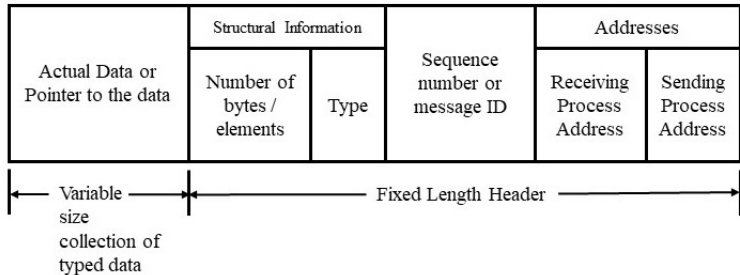 Actual Data or
Pointer to the data
Structural Information
Number of
bytes /
elements
Type
Sequence
number or
message ID
Addresses
Receiving
Process
Address
Sending
Process
Address
Variable
size
collection of
typed data
Fixed Length Header